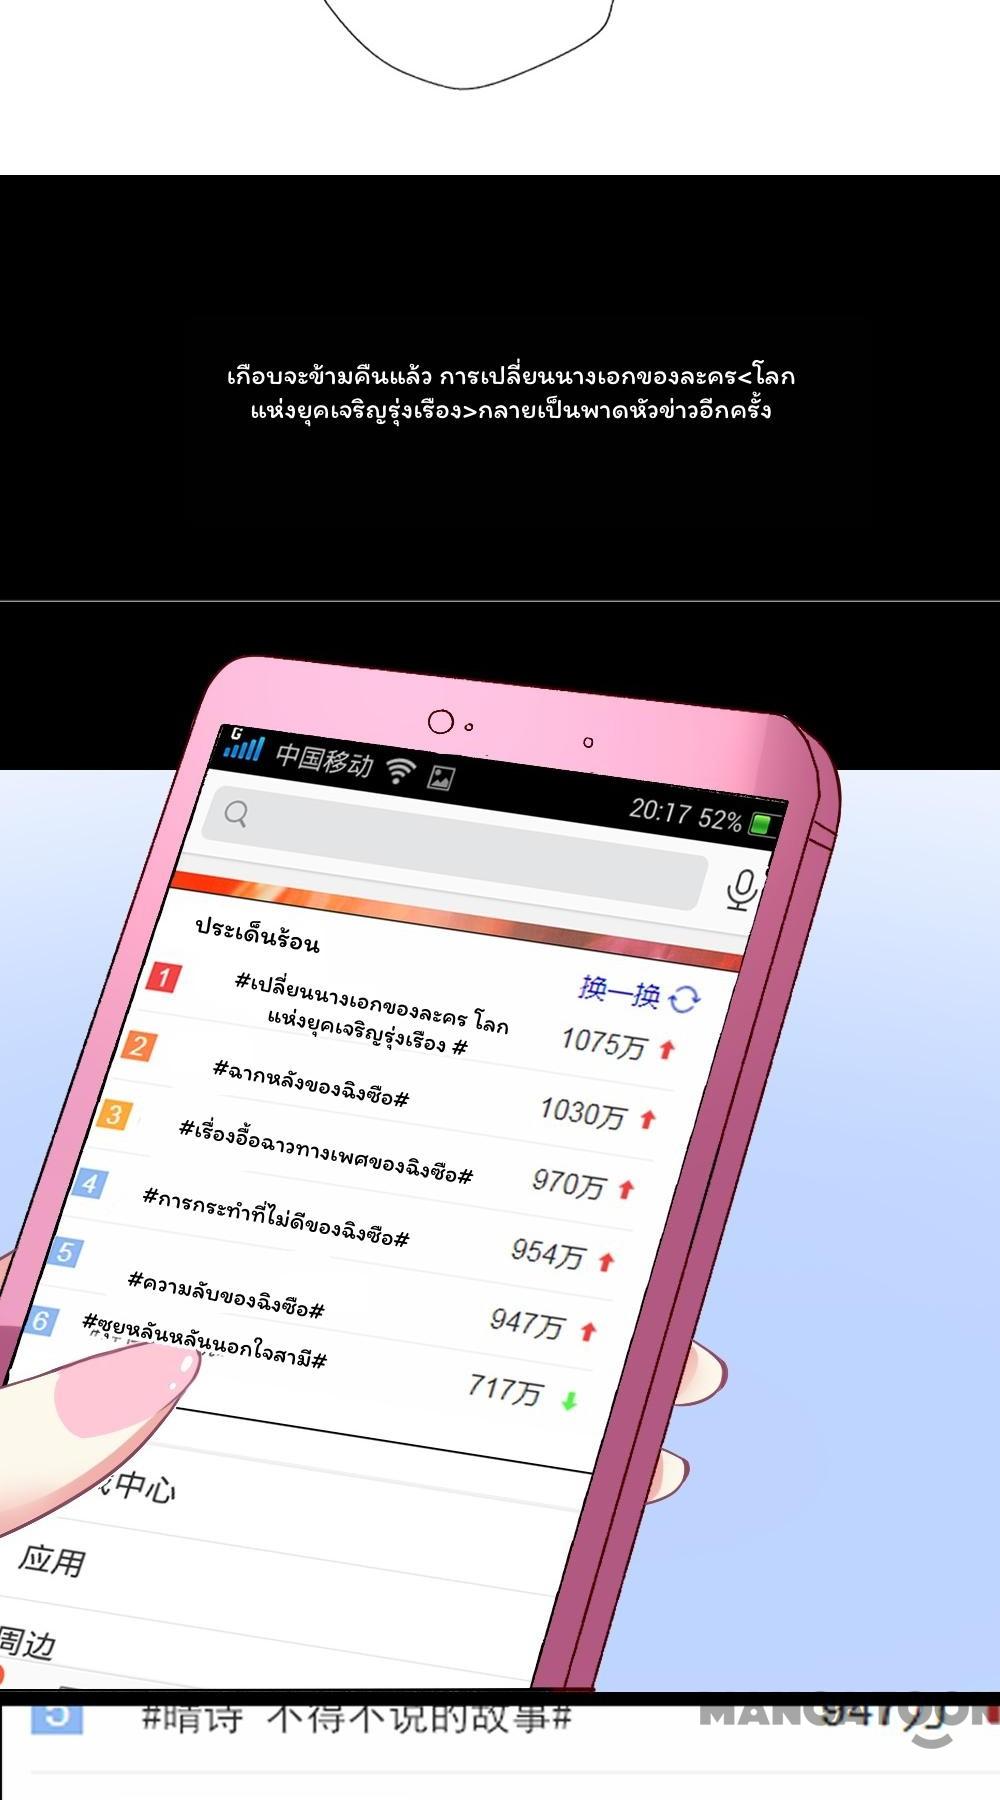 เกือบจะข้ามคืนแล้ว การเปลี่ยนนางเอกของละคร<โลก
แห่งยุคเจริญรุ่งเรือง>กลายเป็นพาดหัวข่าวอีกครั้ง
G 中国移动 20:17 52%
ประเด็นร้อน
换一换
1 #เปลี่ยนนางเอกของละคร โลก
แห่งยุคเจริญรุ่งเรือง # 1075万
2 #ฉากหลังของฉิงซือ# 1030万
3 #เรื่องอื้อฉาวทางเพศของฉิงซือ# 970万
4 #การกระทำที่ไม่ดีของฉิงซือ# 954万
5 #ความลับของฉิงซือ# 947万
6 #ซุยหลันหลันนอกใจสามี# 717万
中心
应用
周边
5 #晴诗 不得不说的故事# 947万
MANGATOON